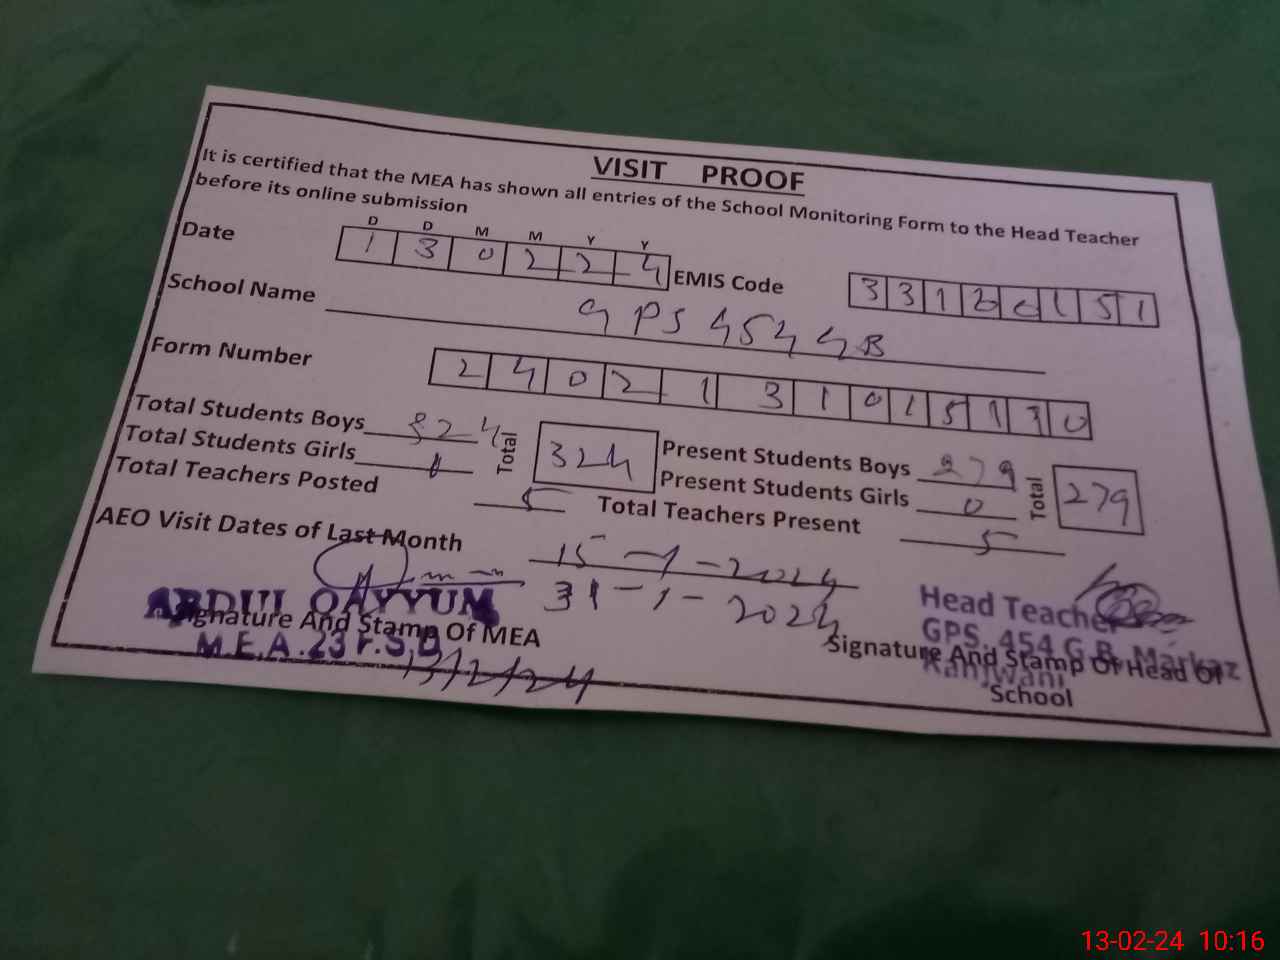 VISIT PROOF
It is certified that the MEA has shown all entries of the School Monitoring Form to the Head Teacher
before its online submission
D D M M Y Y
Date 1 3 0 2 2 4 EMIS Code 3 3 1 2 0 1 5 1
School Name GPS 454 GB
Form Number 2 4 0 2 1 3 1 0 1 5 1 3 0
Total Students Boys 324 Total 324 Present Students Boys 279 Total 279
Total Students Girls Present Students Girls 0
Total Teachers Posted 5 Total Teachers Present 5
AEO Visit Dates of Last Month 15-1-2024
31-1-2024
ABDUL QAYYUM
Signature And Stamp Of MEA
M.E.A. 23 F.S.D
13/2/24
Head Teacher
GPS. 454 G.B. Markaz
Kanjwani
Signature And Stamp Of Head Of
School
13-02-24 10:16